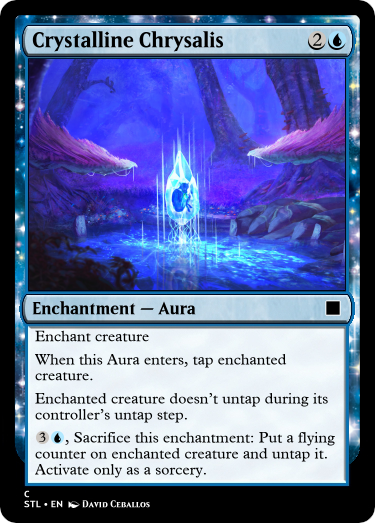 Crystalline Chrysalis 2
Enchantment — Aura
Enchant creature
When this Aura enters, tap enchanted
creature.
Enchanted creature doesn't untap during its
controller's untap step.
3, Sacrifice this enchantment: Put a flying
counter on enchanted creature and untap it.
Activate only as a sorcery.
C
STL • EN David Ceballos